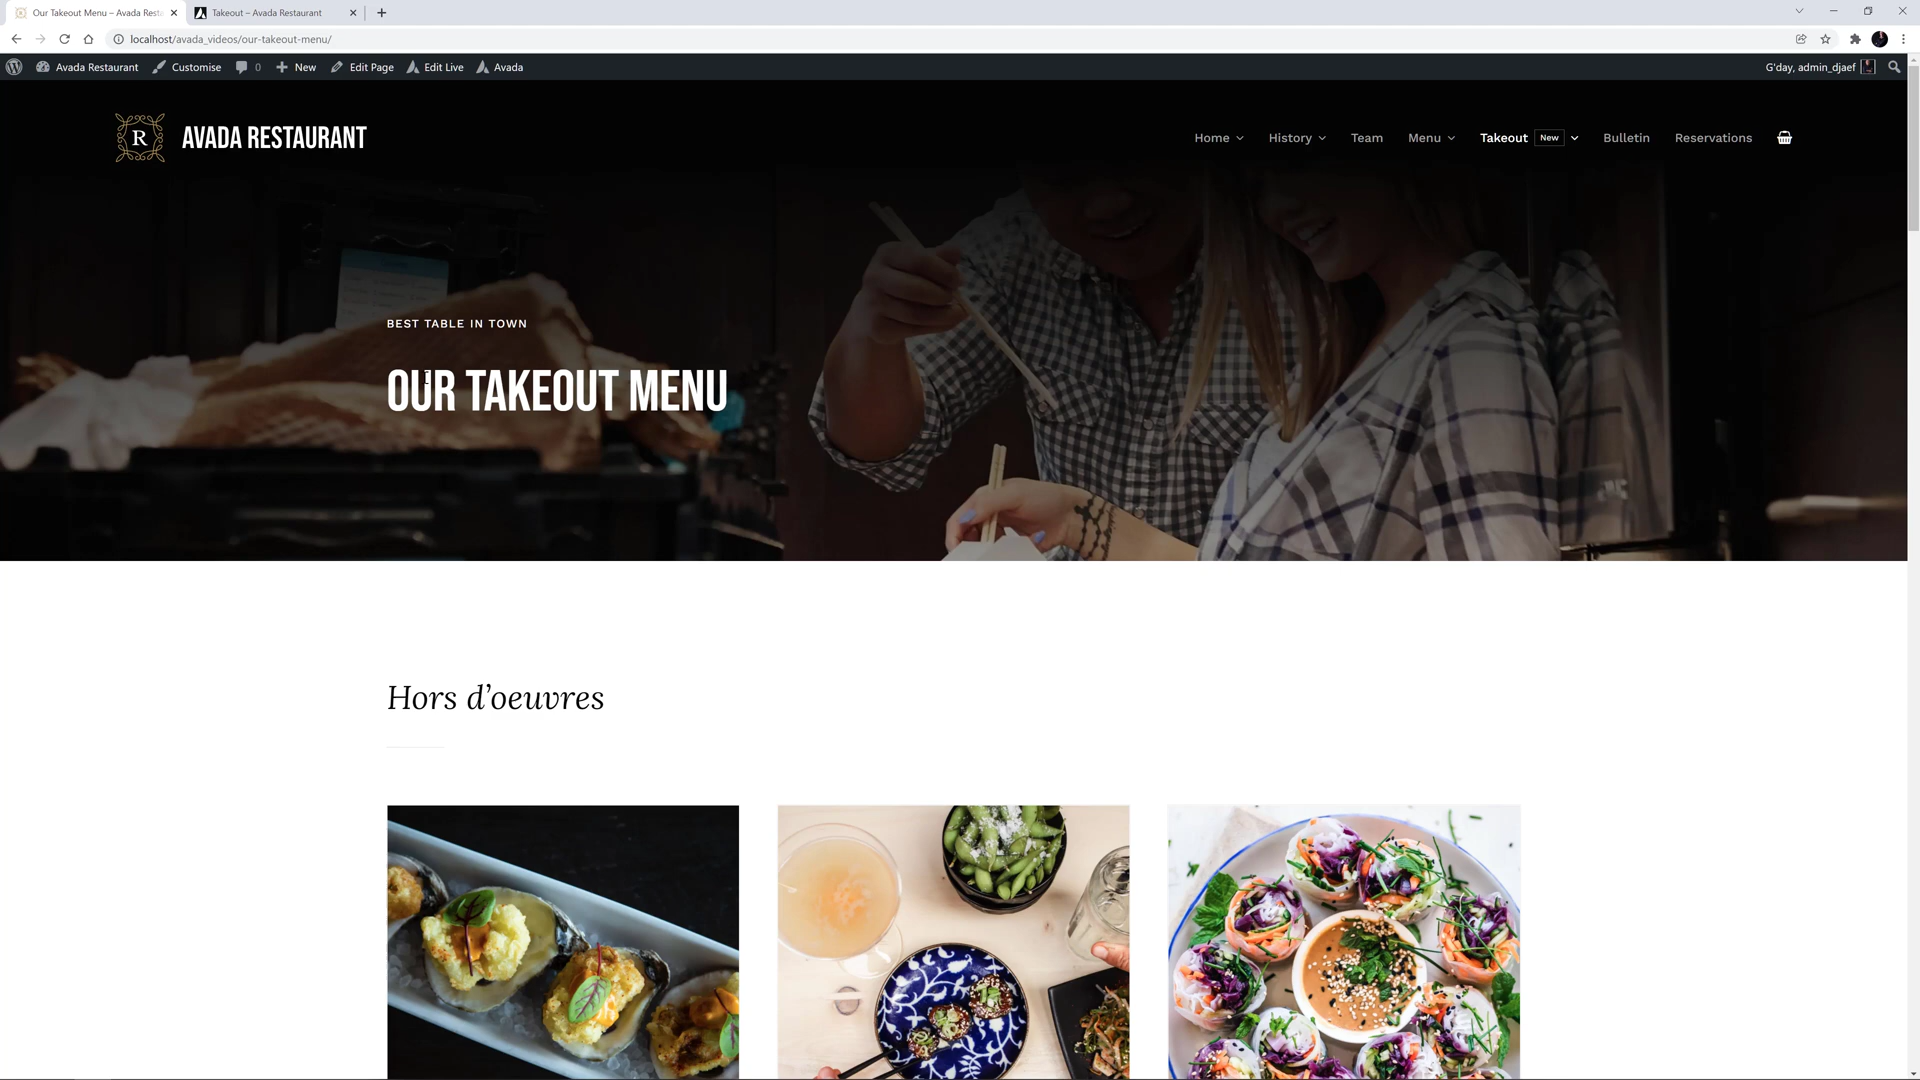 Our Takeout Menu – Avada Resta
Takeout – Avada Restaurant
localhost/avada_videos/our-takeout-menu/
Avada Restaurant
Customise
0
New
Edit Page
Edit Live
Avada
G'day, admin_djaef
R
AVADA RESTAURANT
Home
History
Team
Menu
Takeout
New
Bulletin
Reservations
BEST TABLE IN TOWN
OUR TAKEOUT MENU
Hors d’oeuvres